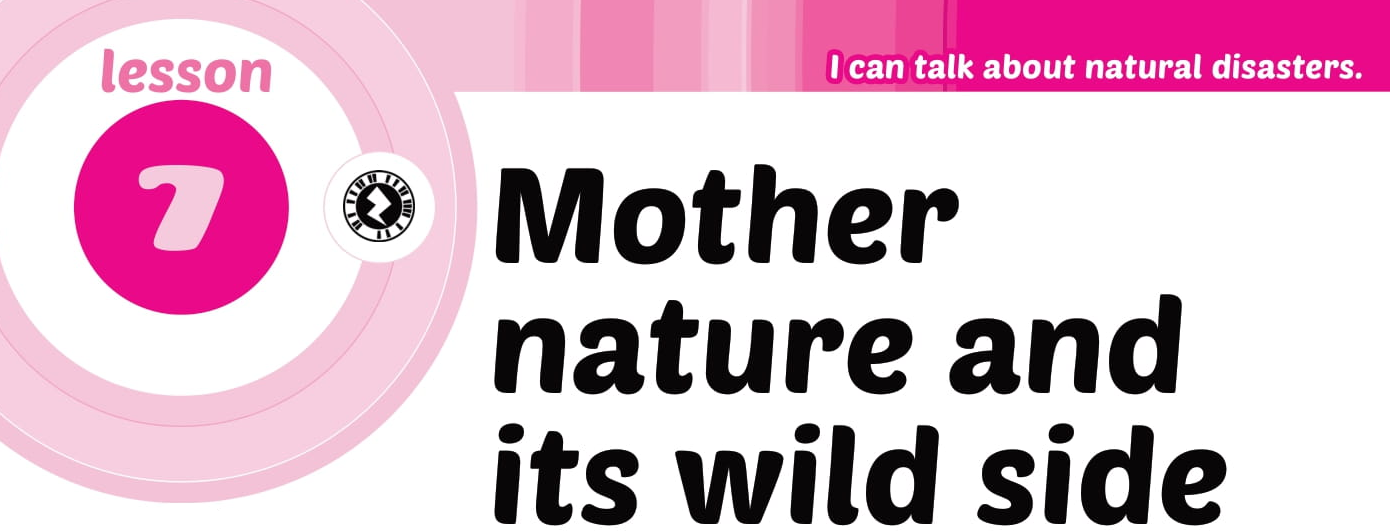 I can talk about natural disasters.
lesson
7
Mother
nature and
its wild side